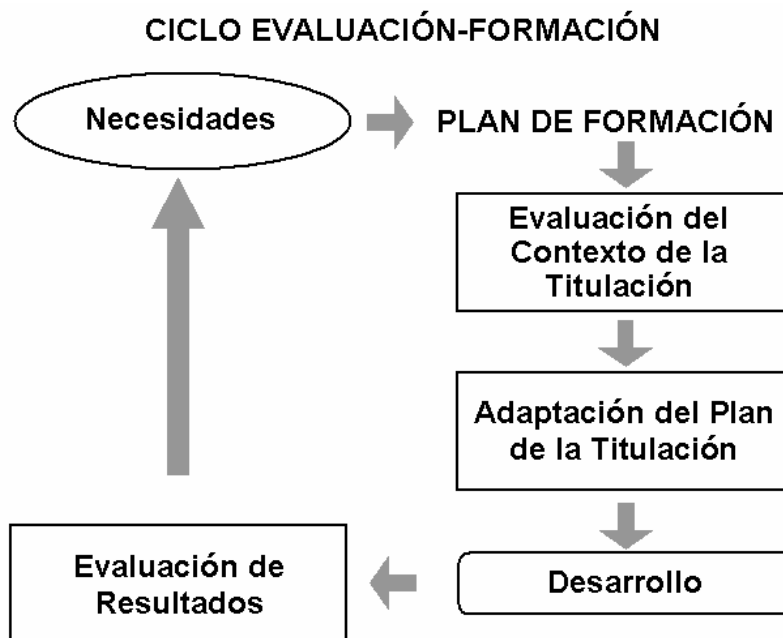 CICLO EVALUACIÓN-FORMACIÓN
Necesidades
PLAN DE FORMACIÓN
Evaluación del
Contexto de la
Titulación
Adaptación del Plan
de la Titulación
Desarrollo
Evaluación de
Resultados